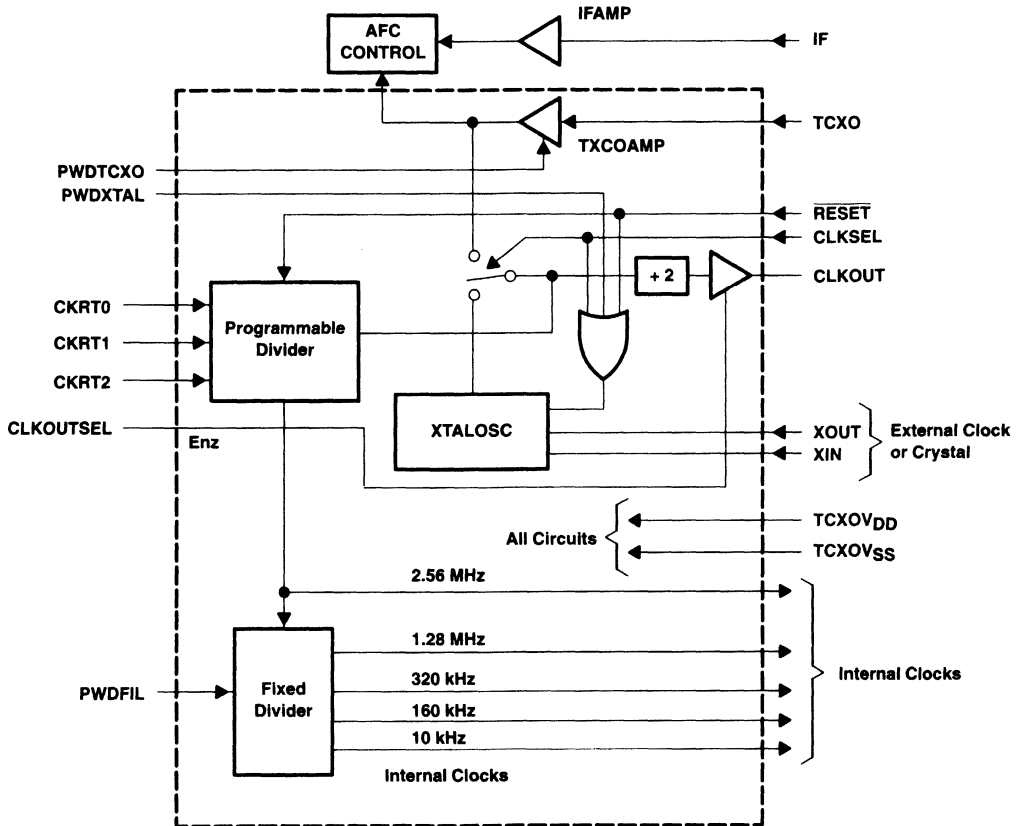 IFAMP
AFC
CONTROL
IF
TCXO
TXCOAMP
PWDTCXO
PWDXTAL
RESET
CLKSEL
CLKOUT
÷ 2
CKRT0
CKRT1
CKRT2
Programmable
Divider
CLKOUTSEL
Enz
XTALOSC
XOUT
XIN
External Clock
or Crystal
All Circuits
TCXOVDD
TCXOVSS
2.56 MHz
1.28 MHz
320 kHz
160 kHz
10 kHz
Internal Clocks
PWDFIL
Fixed
Divider
Internal Clocks